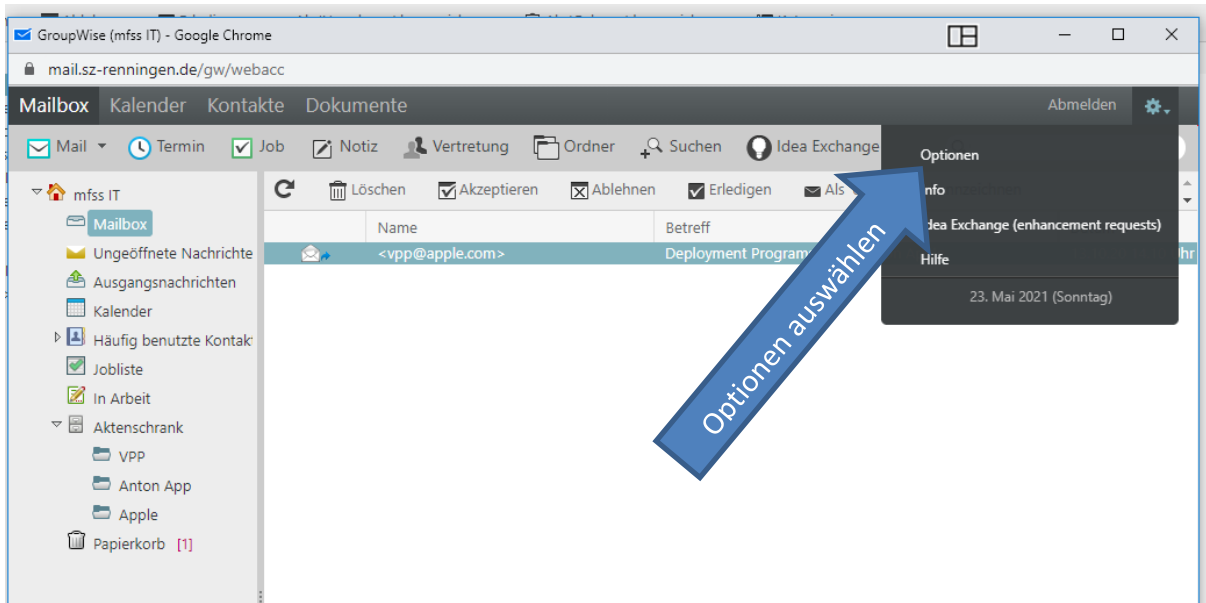 GroupWise (mfss IT) - Google Chrome
mail.sz-renningen.de/gw/webacc
Mailbox Kalender Kontakte Dokumente Abmelden
Mail Termin Job Notiz Vertretung Ordner Suchen Idea Exchange
Optionen
Info
Idea Exchange (enhancement requests)
Hilfe
23. Mai 2021 (Sonntag)
mfss IT
Mailbox
Ungeöffnete Nachrichte
Ausgangsnachrichten
Kalender
Häufig benutzte Kontak
Jobliste
In Arbeit
Aktenschrank
VPP
Anton App
Apple
Papierkorb [1]
Löschen Akzeptieren Ablehnen Erledigen Als
Name Betreff
<vpp@apple.com> Deployment Program
Optionen auswählen